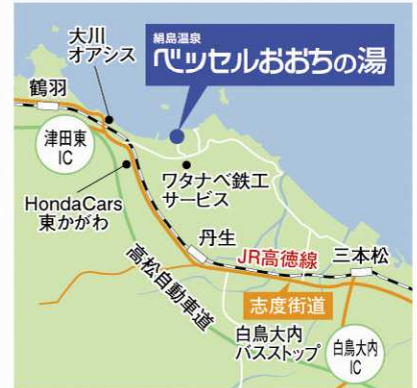 大川
オアシス
絹島温泉
ベッセルおおちの湯
鶴羽
津田東
IC
HondaCars
東かがわ
ワタナベ鉄工
サービス
丹生
JR高徳線
三本松
高松自動車道
志度街道
白鳥大内
バスストップ
白鳥大内
IC